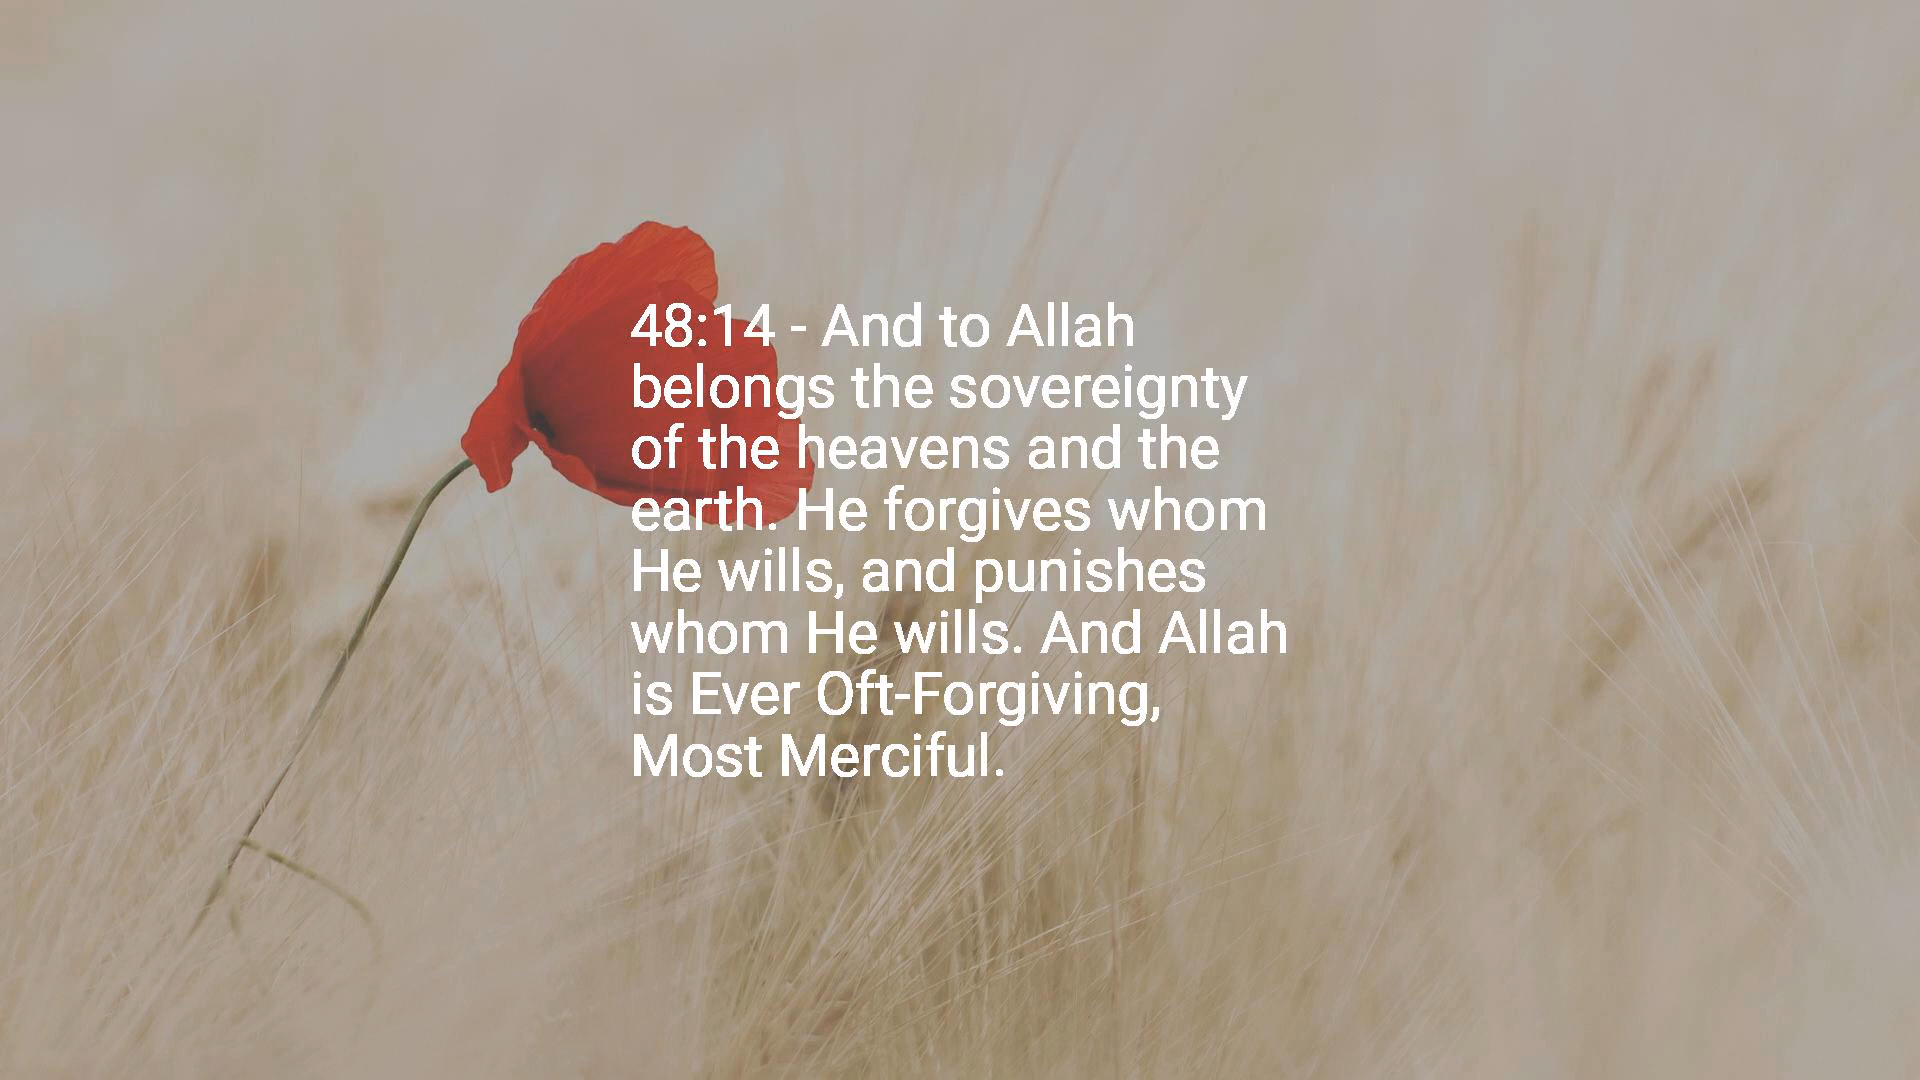 48:14 - And to Allah
belongs the sovereignty
of the heavens and the
earth. He forgives whom
He wills, and punishes
whom He wills. And Allah
is Ever Oft-Forgiving,
Most Merciful.